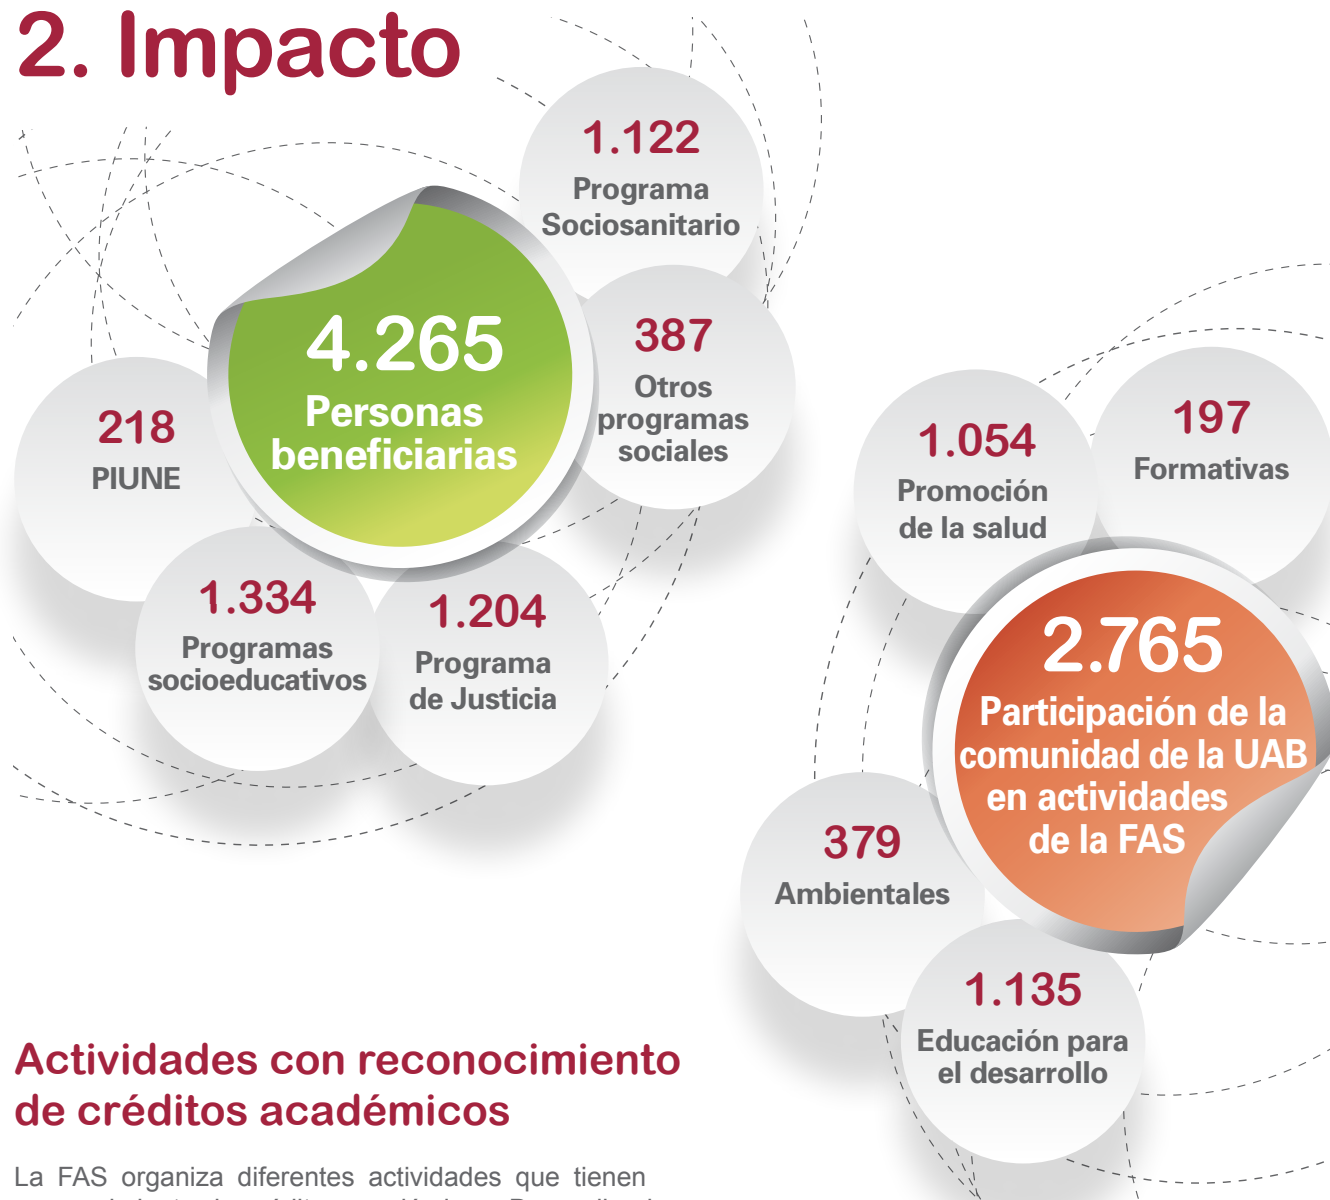 2. Impacto
1.122
Programa
Sociosanitario
4.265
Personas
beneficiarias
387
Otros
programas
sociales
218
PIUNE
1.334
Programas
socioeducativos
1.204
Programa
de Justicia
1.054
Promoción
de la salud
197
Formativas
2.765
Participación de la
comunidad de la UAB
en actividades
de la FAS
379
Ambientales
1.135
Educación para
el desarrollo
Actividades con reconocimiento
de créditos académicos
La FAS organiza diferentes actividades que tienen